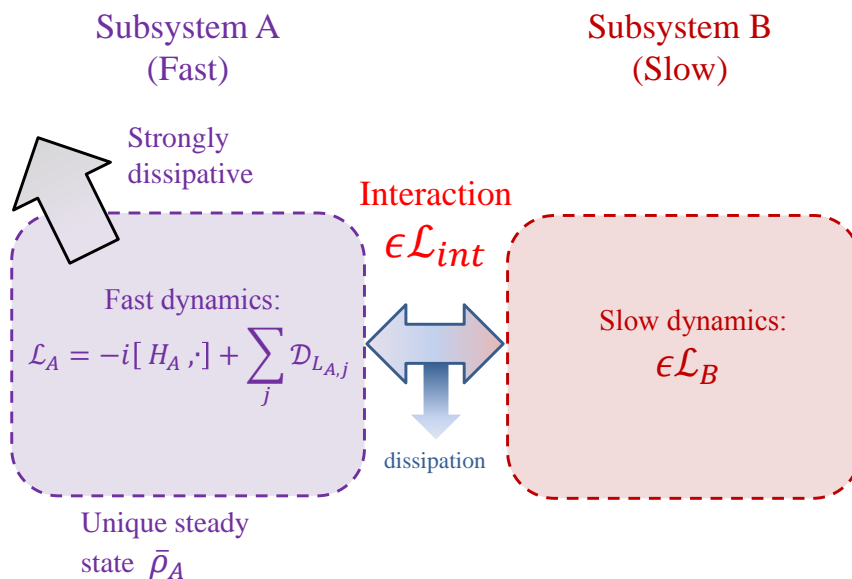 Subsystem A
(Fast)
Subsystem B
(Slow)
Strongly
dissipative
Interaction
ϵℒ_int
Fast dynamics:
ℒ_A = −i[ H_A ,·] + ∑_j 𝒟_{L_{A,j}}
Slow dynamics:
ϵℒ_B
dissipation
Unique steady
state ρ̄_A